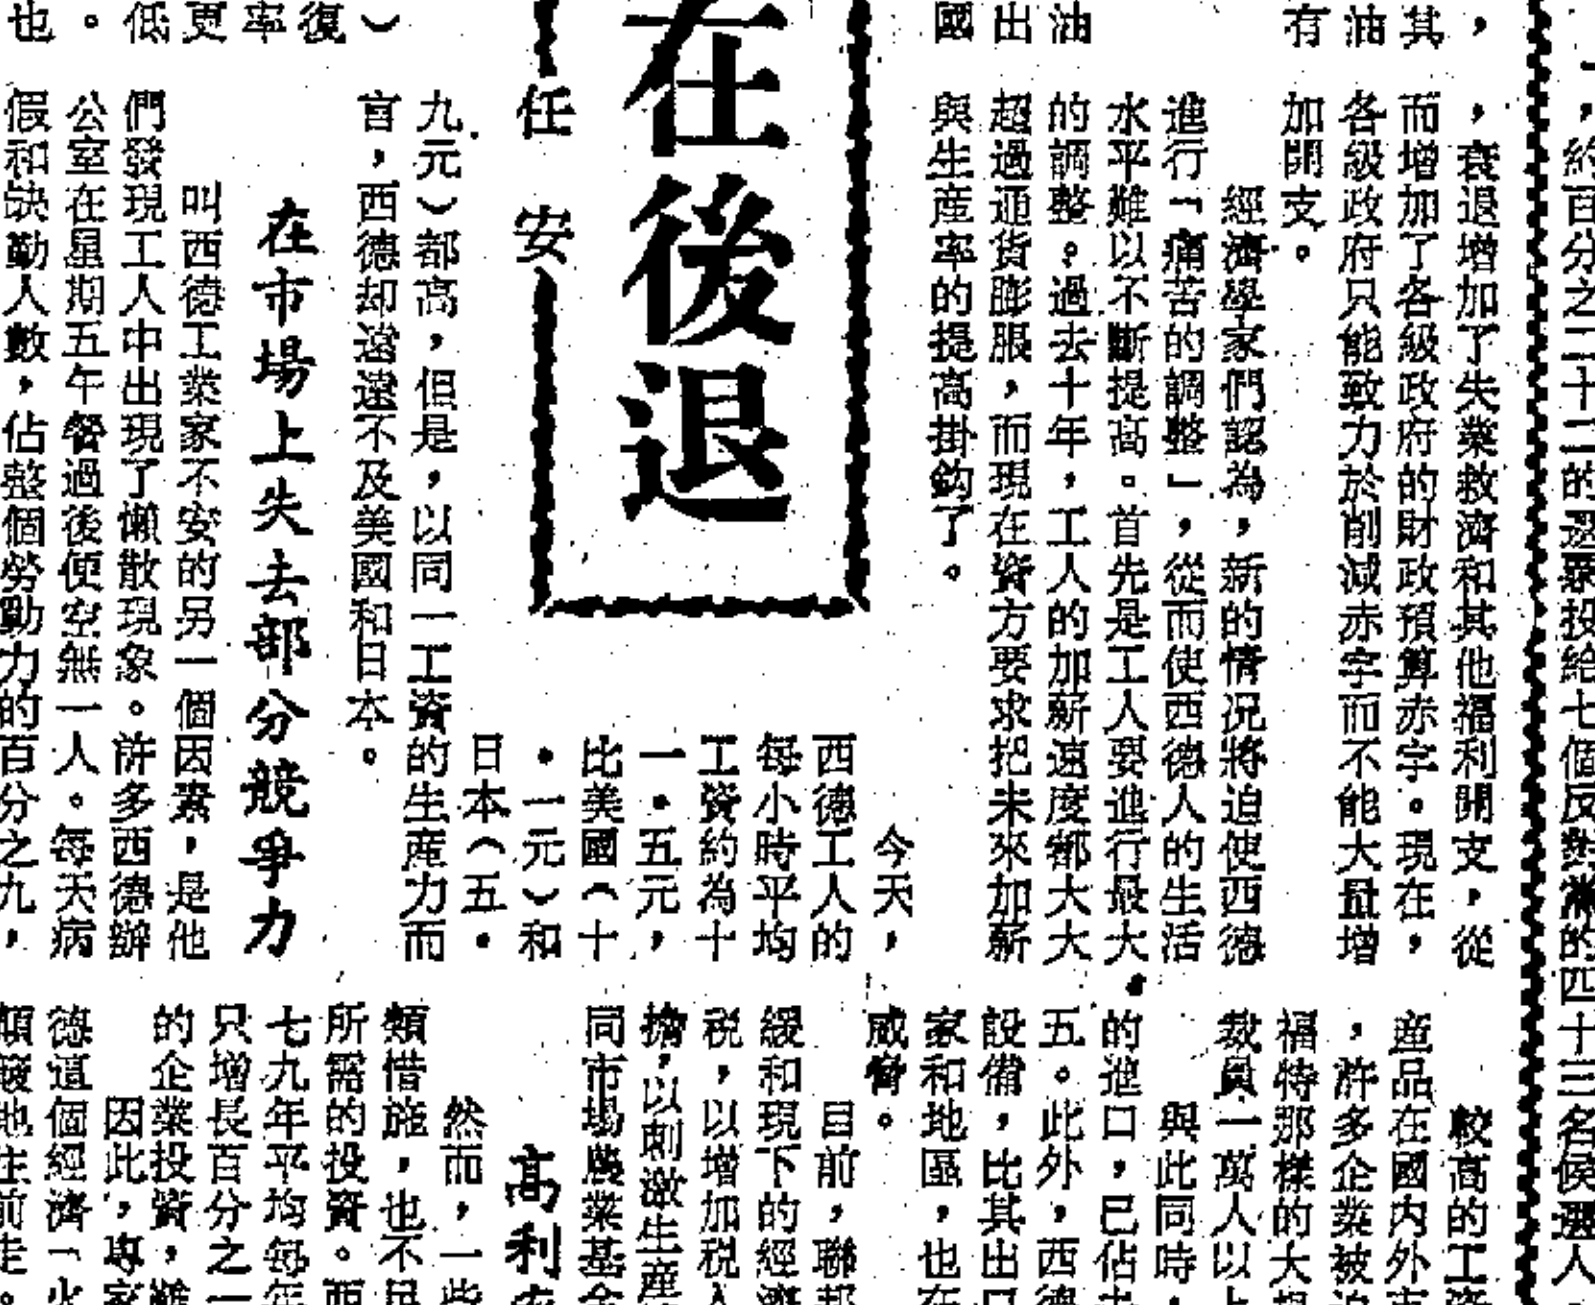 ，
其
油
有
油
出
國
在後退
任安
，衰退增加了失業救濟和其他福利開支，從
而增加了各級政府的財政預算赤字。現在，
各級政府只能致力於削減赤字而不能大量增
加開支。
經濟學家們認為，新的情況將迫使西德
進行「痛苦的調整」，從而使西德人的生活
水平難以不斷提高。首先是工人要進行最大
的調整。過去十年，工人的加薪速度都大大
超過通貨膨脹，而現在資方要求把未來加薪
與生産率的提高掛鈎了。
今天，
西德工人的
每小時平均
工資約為十
一・五元，
比美國（十
・一元）和
日本（五・
九元）都高，但是，以同一工資的生産力而
言，西德却遠遠不及美國和日本。
在市場上失去部分競爭力
叫西德工業家不安的另一個因素，是他
們發現工人中出現了懶散現象。許多西德辦
公室在星期五午餐過後便空無一人。每天病
假和缺勤人數，佔整個勞動力的百分之九，
）
復
率
更
低
。
也
較高的工資
産品在國內外市
，許多企業被迫
福特那樣的大
裁員一萬人以上
與此同時，
的進口，已佔
五。此外，西德
設備，比其出口
家和地區，也在
威脅。
目前，聯邦
緩和現下的經濟
税，以增加税入
擔，以刺激生産
同市場農業基金
高利
然而，一些
類措施，也不足
所需的投資。西
七九年平均每年
只增長百分之一
的企業投資，難
因此，專家
德這個經濟「火
顛簸地往前走。
，約百分之二十二的選票投給七個反對黨的四十三名侯選人